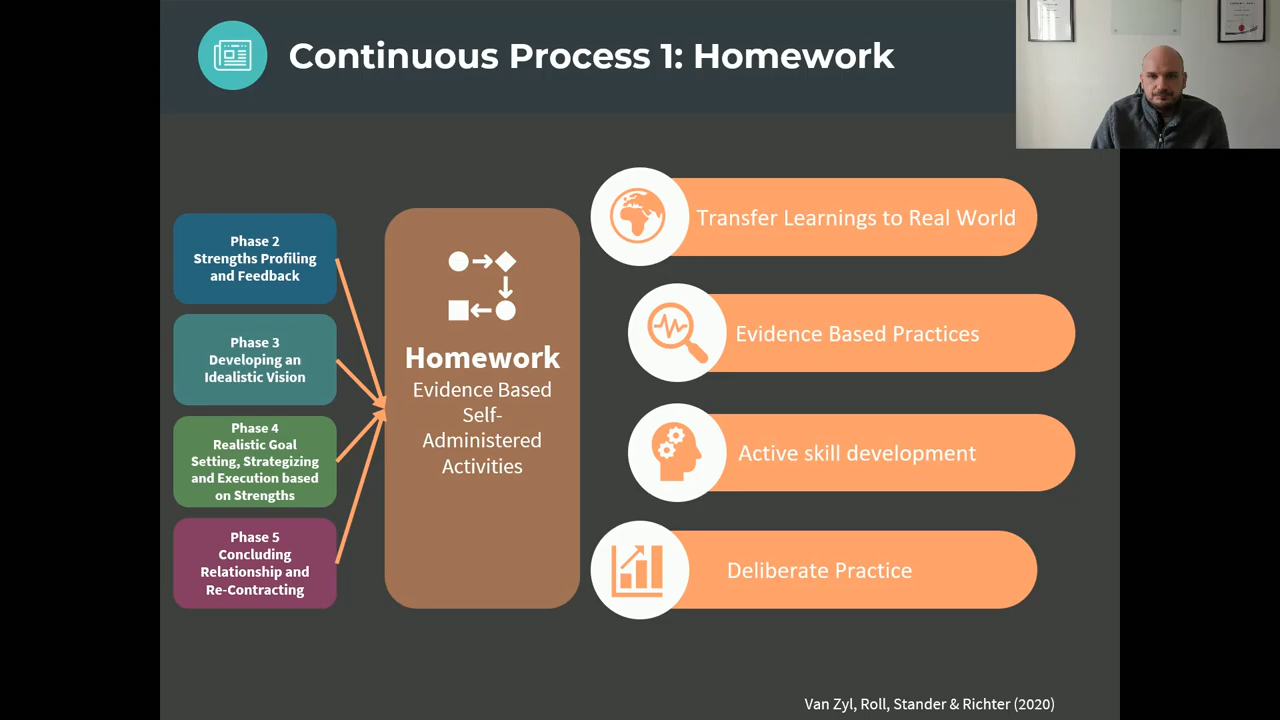 Continuous Process 1: Homework
Phase 2
Strengths Profiling
and Feedback
Phase 3
Developing an
Idealistic Vision
Phase 4
Realistic Goal
Setting, Strategizing
and Execution based
on Strengths
Phase 5
Concluding
Relationship and
Re-Contracting
Homework
Evidence Based
Self-
Administered
Activities
Transfer Learnings to Real World
Evidence Based Practices
Active skill development
Deliberate Practice
Van Zyl, Roll, Stander & Richter (2020)